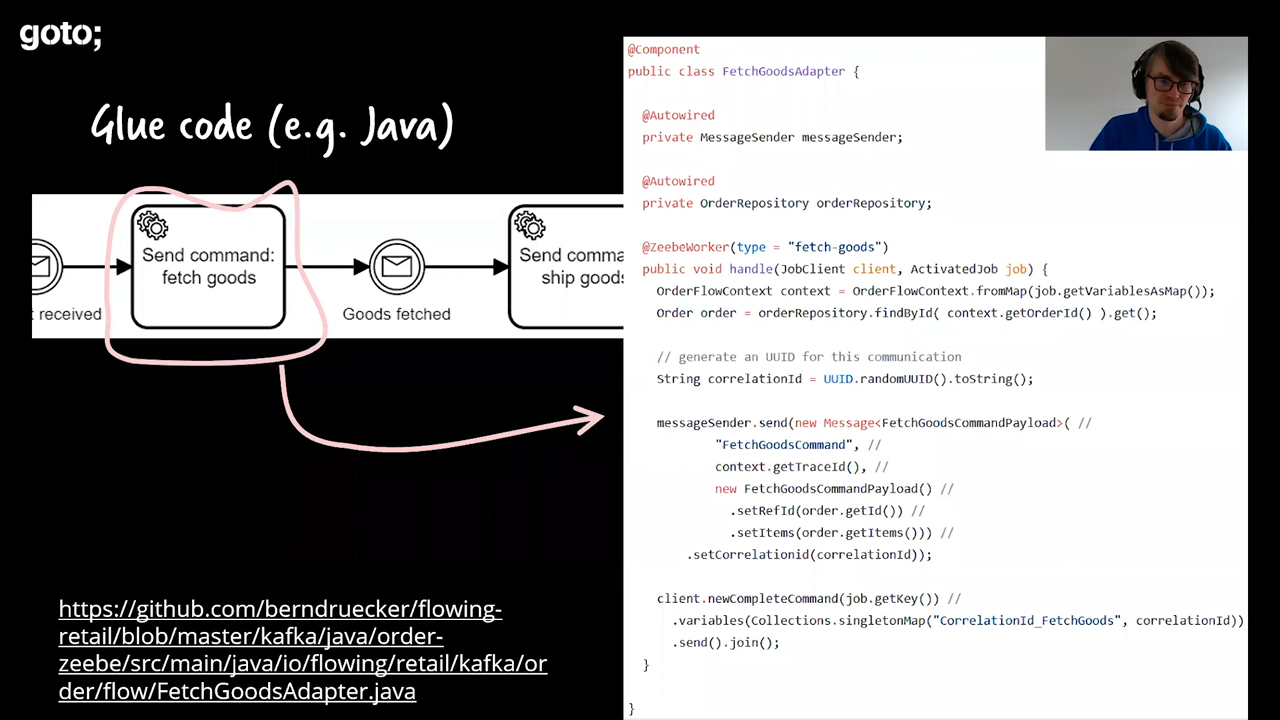 goto;
Glue code (e.g. Java)
received
Send command:
fetch goods
Goods fetched
Send comma
ship goods
https://github.com/berndruecker/flowing-
retail/blob/master/kafka/java/order-
zeebe/src/main/java/io/flowing/retail/kafka/or
der/flow/FetchGoodsAdapter.java
@Component
public class FetchGoodsAdapter {
@Autowired
private MessageSender messageSender;
@Autowired
private OrderRepository orderRepository;
@ZeebeWorker(type = "fetch-goods")
public void handle(JobClient client, ActivatedJob job) {
OrderFlowContext context = OrderFlowContext.fromMap(job.getVariablesAsMap());
Order order = orderRepository.findById( context.getOrderId() ).get();
// generate an UUID for this communication
String correlationId = UUID.randomUUID().toString();
messageSender.send(new Message<FetchGoodsCommandPayload>( //
"FetchGoodsCommand", //
context.getTraceId(), //
new FetchGoodsCommandPayload() //
.setRefId(order.getId()) //
.setItems(order.getItems())) //
.setCorrelationid(correlationId));
client.newCompleteCommand(job.getKey()) //
.variables(Collections.singletonMap("CorrelationId_FetchGoods", correlationId))
.send().join();
}
}